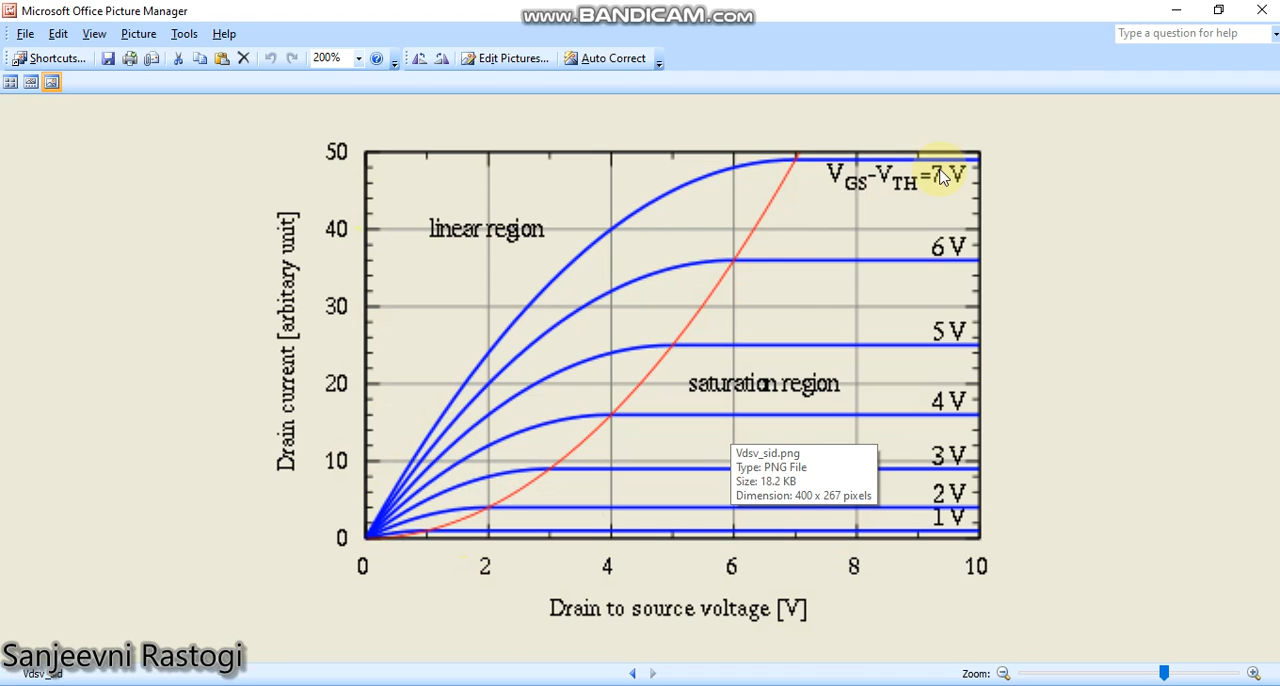 Microsoft Office Picture Manager
www.BANDICAM.com
File Edit View Picture Tools Help
Type a question for help
Shortcuts... 200% Edit Pictures... Auto Correct
50
40
30
20
10
0
Drain current [arbitary unit]
linear region
saturation region
VGS-VTH=7 V
6 V
5 V
4 V
3 V
2 V
1 V
Vdsv_sid.png
Type: PNG File
Size: 18.2 KB
Dimension: 400 x 267 pixels
0 2 4 6 8 10
Drain to source voltage [V]
Sanjeevni Rastogi
Vdsv_sid
Zoom: